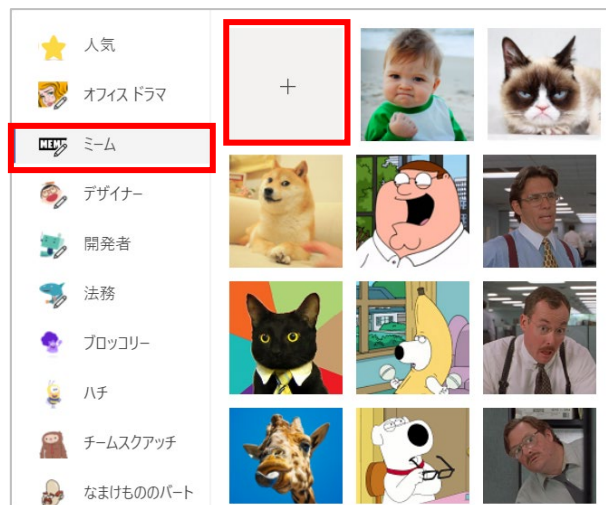 人気
オフィス ドラマ
MEME
ミーム
デザイナー
開発者
法務
ブロッコリー
ハチ
チームスクアッチ
なまけもののバート